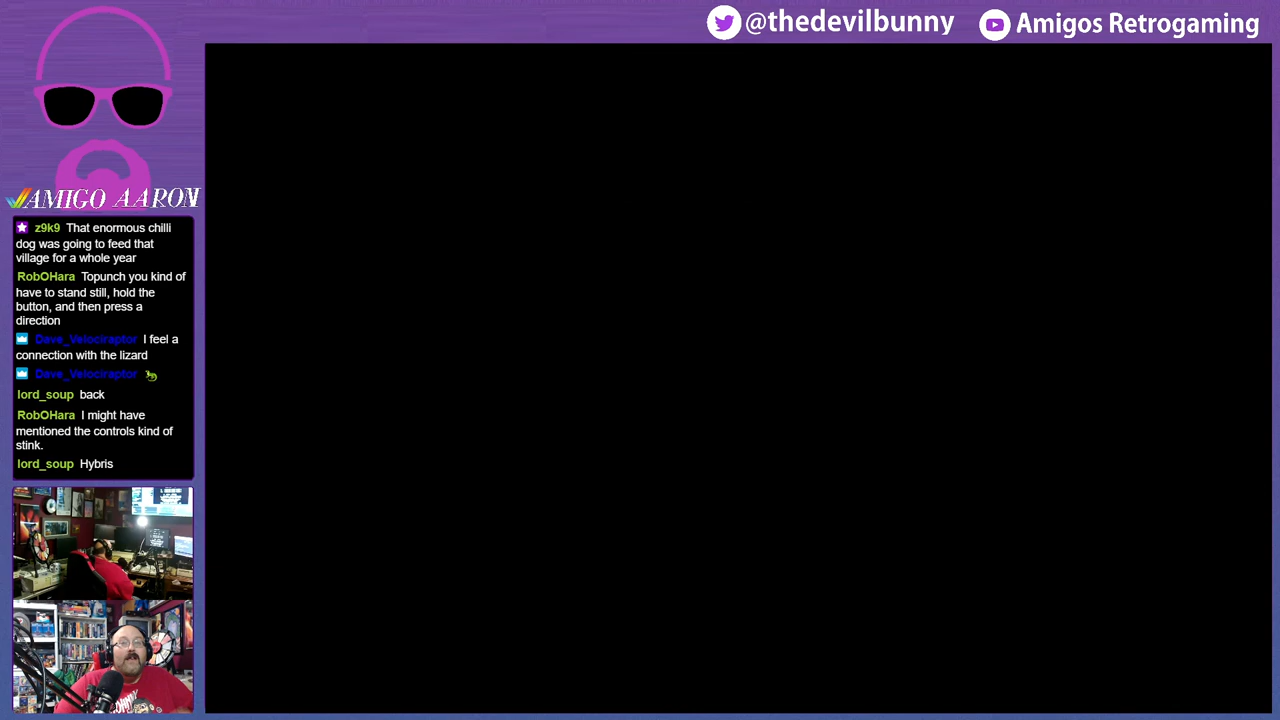 @thedevilbunny
Amigos Retrogaming
AMIGO AARON
z9k9 That enormous chilli
dog was going to feed that
village for a whole year
RobOHara Topunch you kind of
have to stand still, hold the
button, and then press a
direction
Dave_Velociraptor I feel a
connection with the lizard
Dave_Velociraptor
lord_soup back
RobOHara I might have
mentioned the controls kind of
stink.
lord_soup Hybris